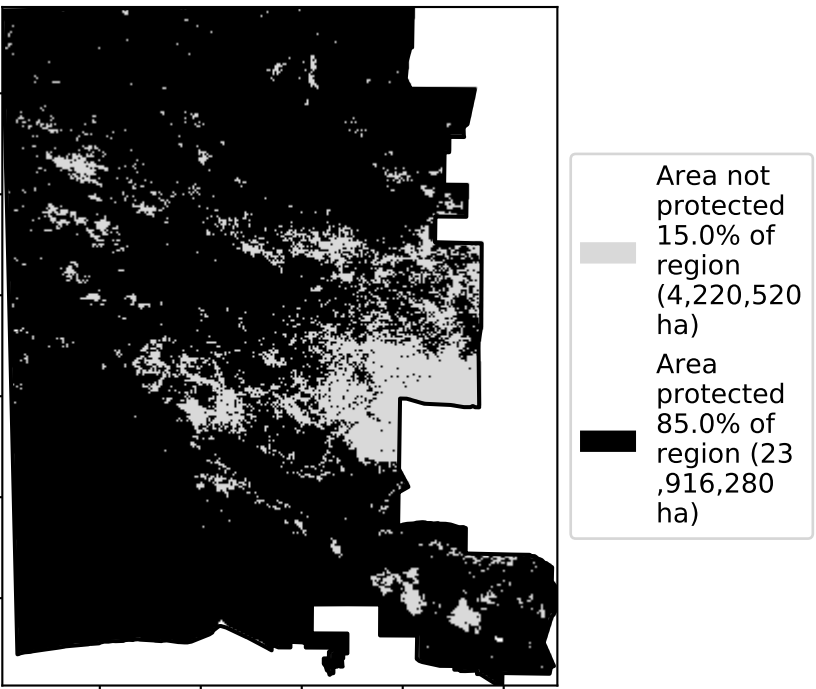 Area not
protected
15.0% of
region
(4,220,520
ha)
Area
protected
85.0% of
region (23
,916,280
ha)